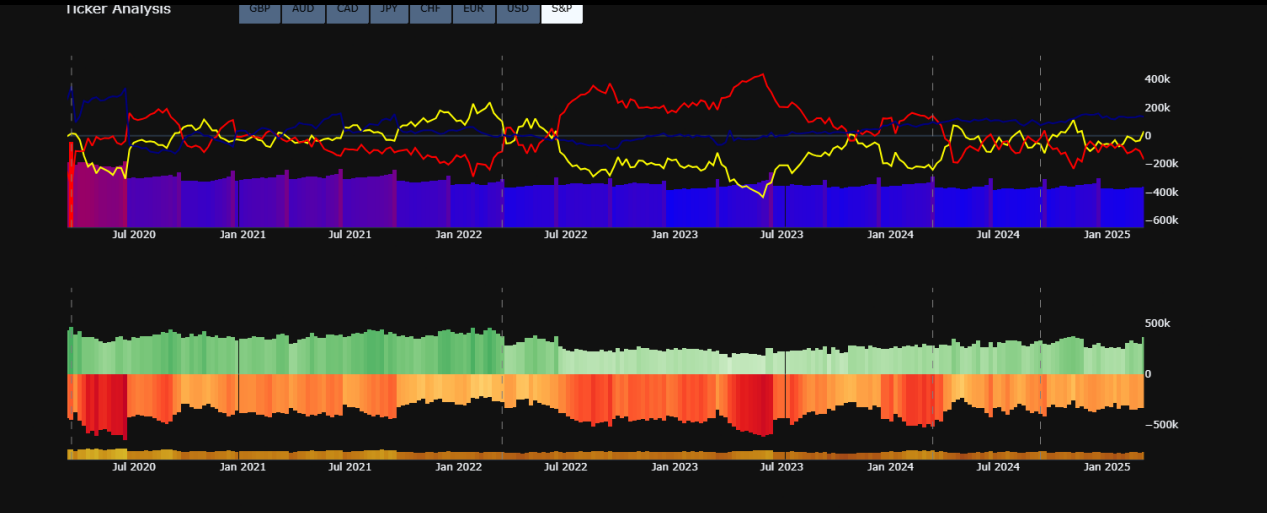 Ticker Analysis
GBP AUD CAD JPY CHF EUR USD S&P
400k
200k
0
−200k
−400k
−600k
Jul 2020 Jan 2021 Jul 2021 Jan 2022 Jul 2022 Jan 2023 Jul 2023 Jan 2024 Jul 2024 Jan 2025
500k
0
−500k
Jul 2020 Jan 2021 Jul 2021 Jan 2022 Jul 2022 Jan 2023 Jul 2023 Jan 2024 Jul 2024 Jan 2025